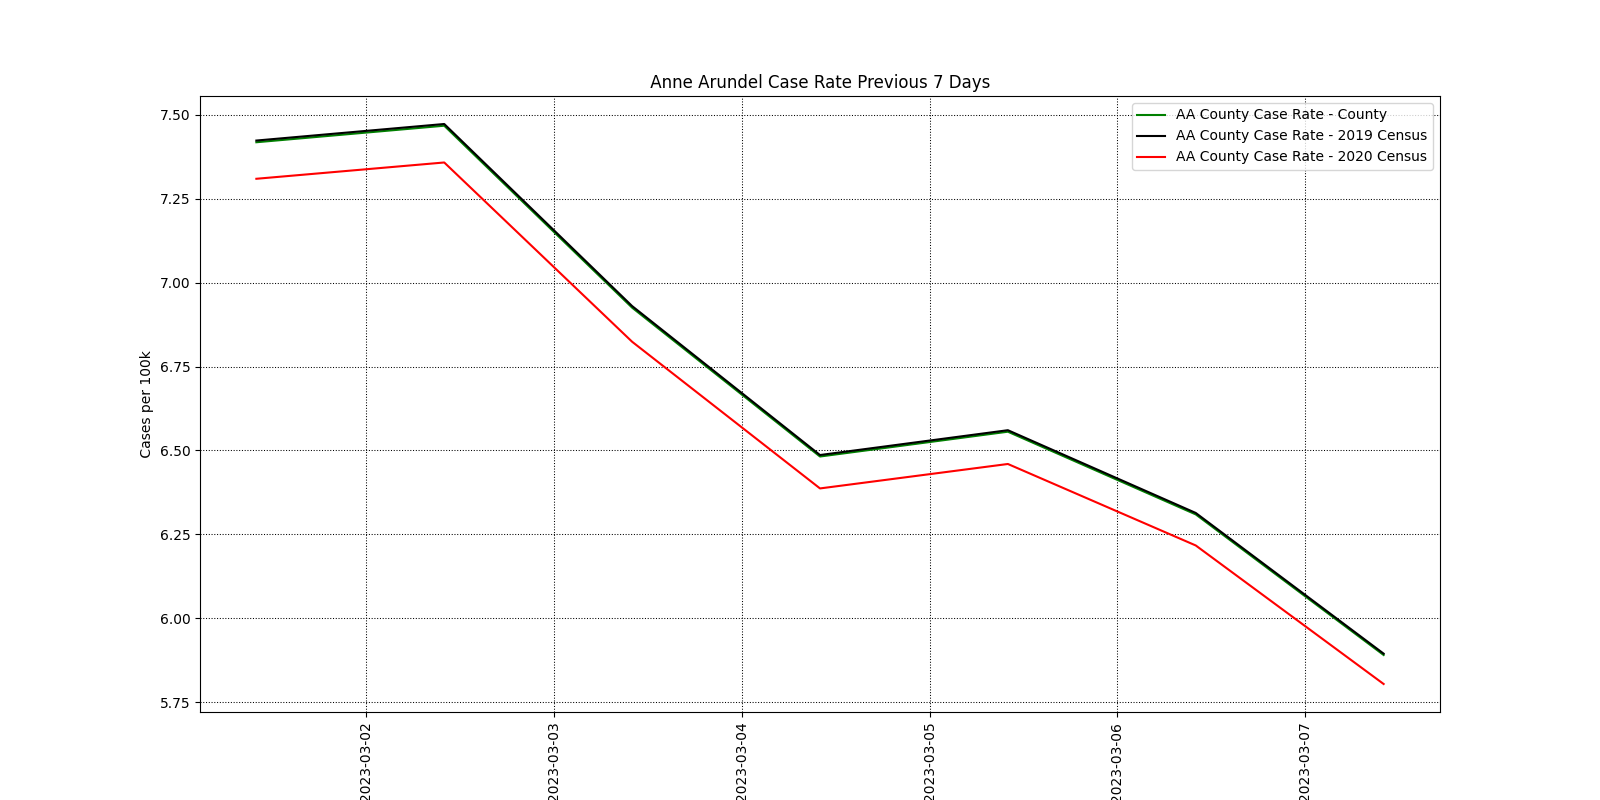 Anne Arundel Case Rate Previous 7 Days
AA County Case Rate - County
AA County Case Rate - 2019 Census
AA County Case Rate - 2020 Census
Cases per 100k
7.50
7.25
7.00
6.75
6.50
6.25
6.00
5.75
2023-03-02
2023-03-03
2023-03-04
2023-03-05
2023-03-06
2023-03-07